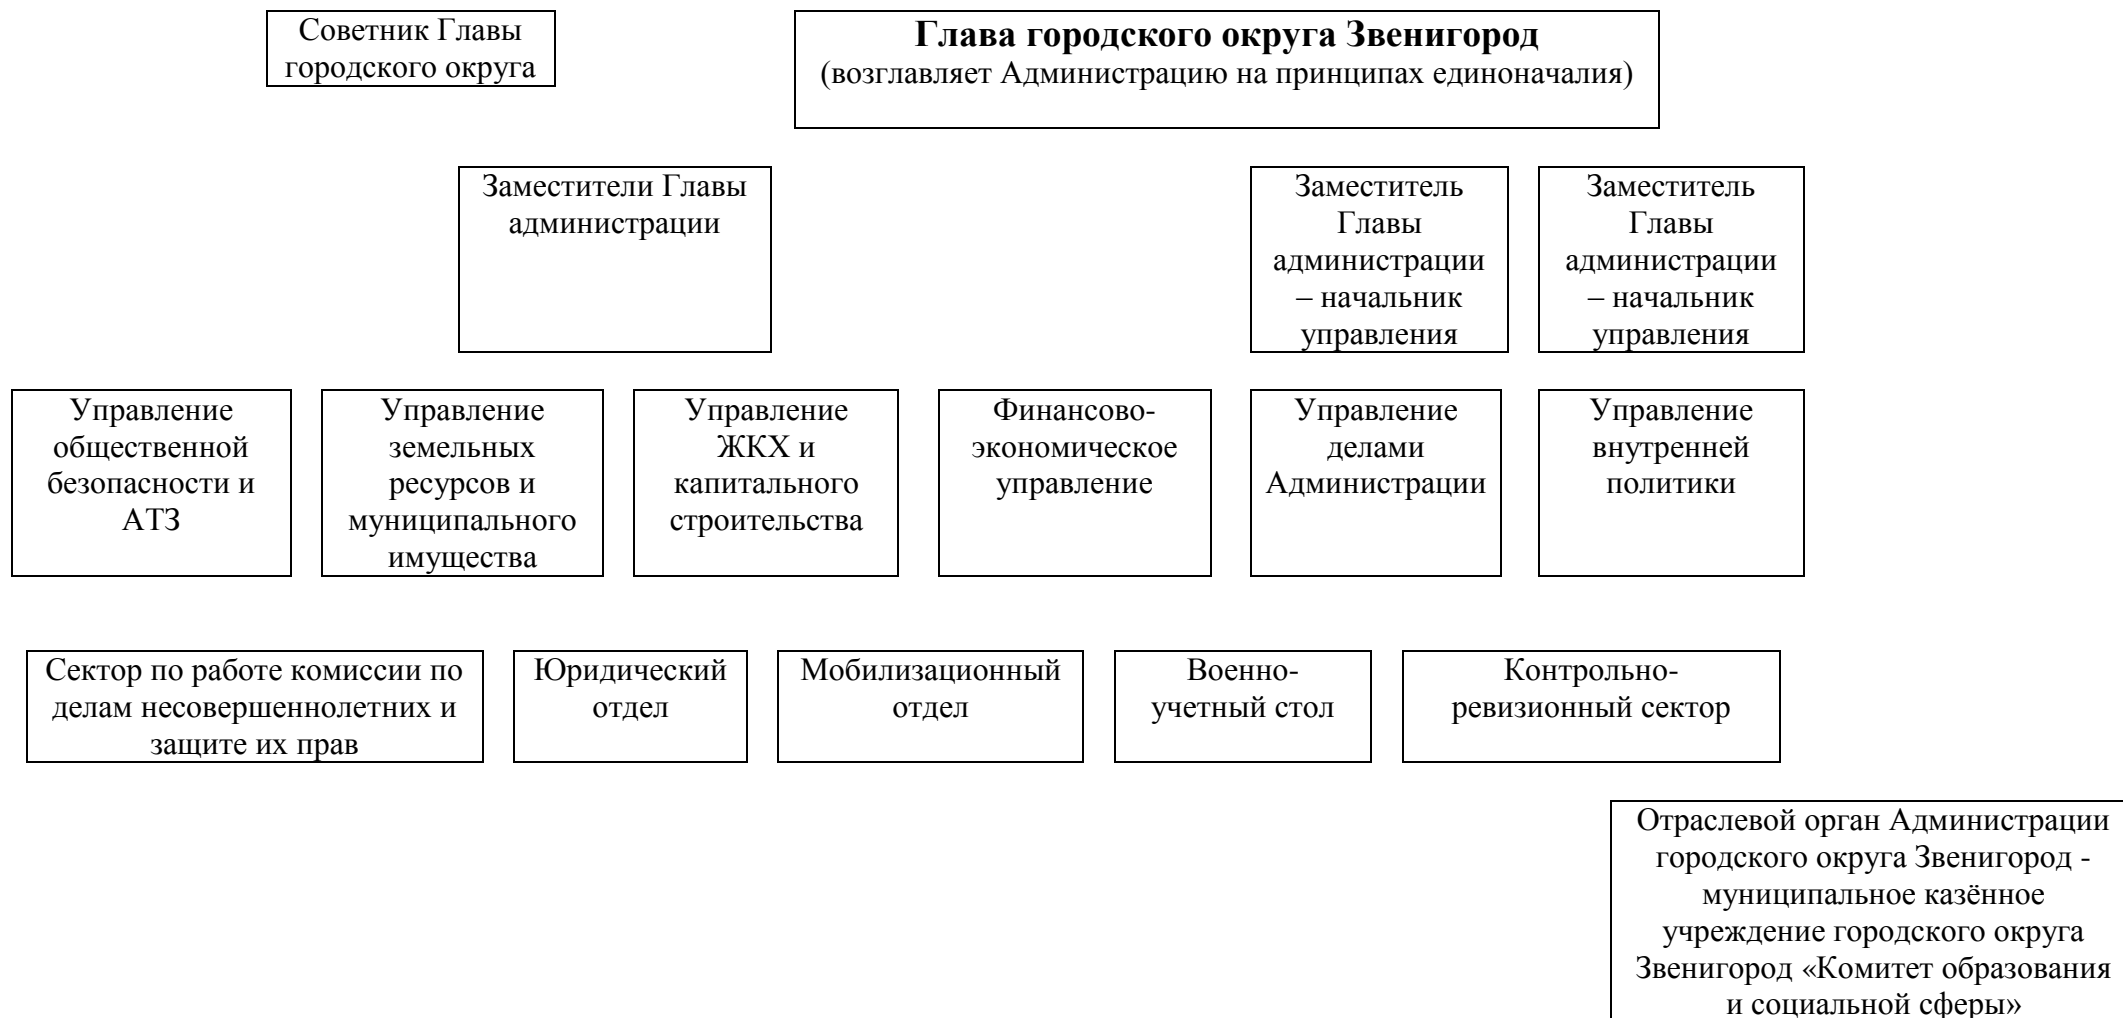 Советник Главы
городского округа
Глава городского округа Звенигород
(возглавляет Администрацию на принципах единоначалия)
Заместители Главы
администрации
Заместитель
Главы
администрации
– начальник
управления
Заместитель
Главы
администрации
– начальник
управления
Управление
общественной
безопасности и
АТЗ
Управление
земельных
ресурсов и
муниципального
имущества
Управление
ЖКХ и
капитального
строительства
Финансово-
экономическое
управление
Управление
делами
Администрации
Управление
внутренней
политики
Сектор по работе комиссии по
делам несовершеннолетних и
защите их прав
Юридический
отдел
Мобилизационный
отдел
Военно-
учетный стол
Контрольно-
ревизионный сектор
Отраслевой орган Администрации
городского округа Звенигород -
муниципальное казённое
учреждение городского округа
Звенигород «Комитет образования
и социальной сферы»